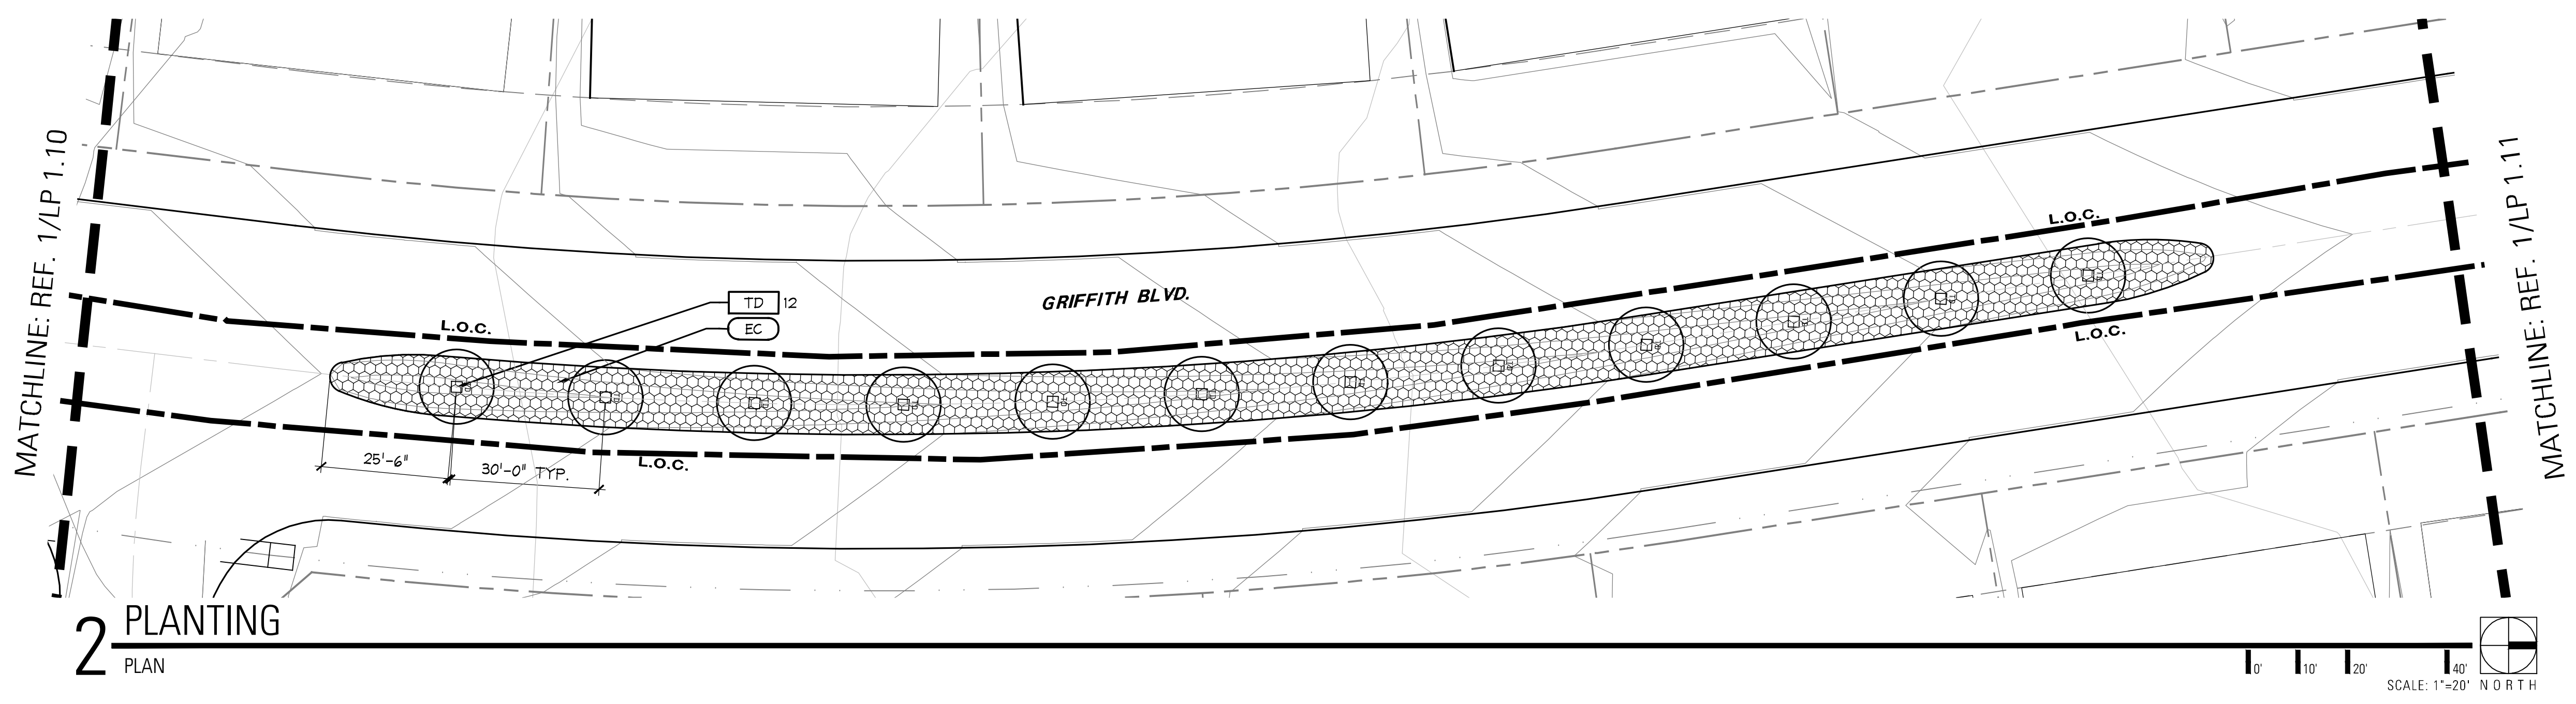 MATCHLINE: REF. 1/LP 1.10
L.O.C.
TD 12
EC
GRIFFITH BLVD.
L.O.C.
L.O.C.
MATCHLINE: REF. 1/LP 1.11
25'-6"
30'-0" TYP.
L.O.C.
2 PLANTING
PLAN
0' 10' 20' 40'
SCALE: 1"=20' NORTH